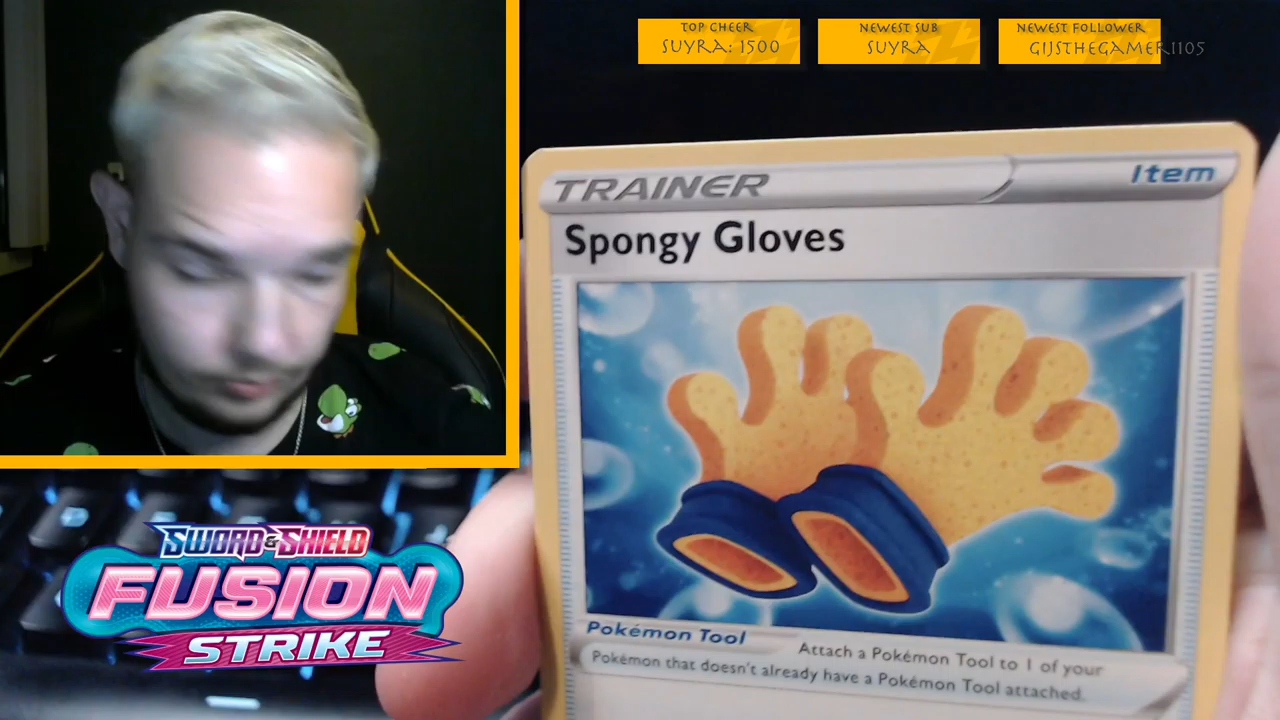 TOP CHEER
SUYRA: 1500
NEWEST SUB
SUYRA
NEWEST FOLLOWER
GIJSTHEGAMER1105
TRAINER
Item
Spongy Gloves
Pokémon Tool
Attach a Pokémon Tool to 1 of your
Pokémon that doesn't already have a Pokémon Tool attached.
SWORD & SHIELD
FUSION
STRIKE